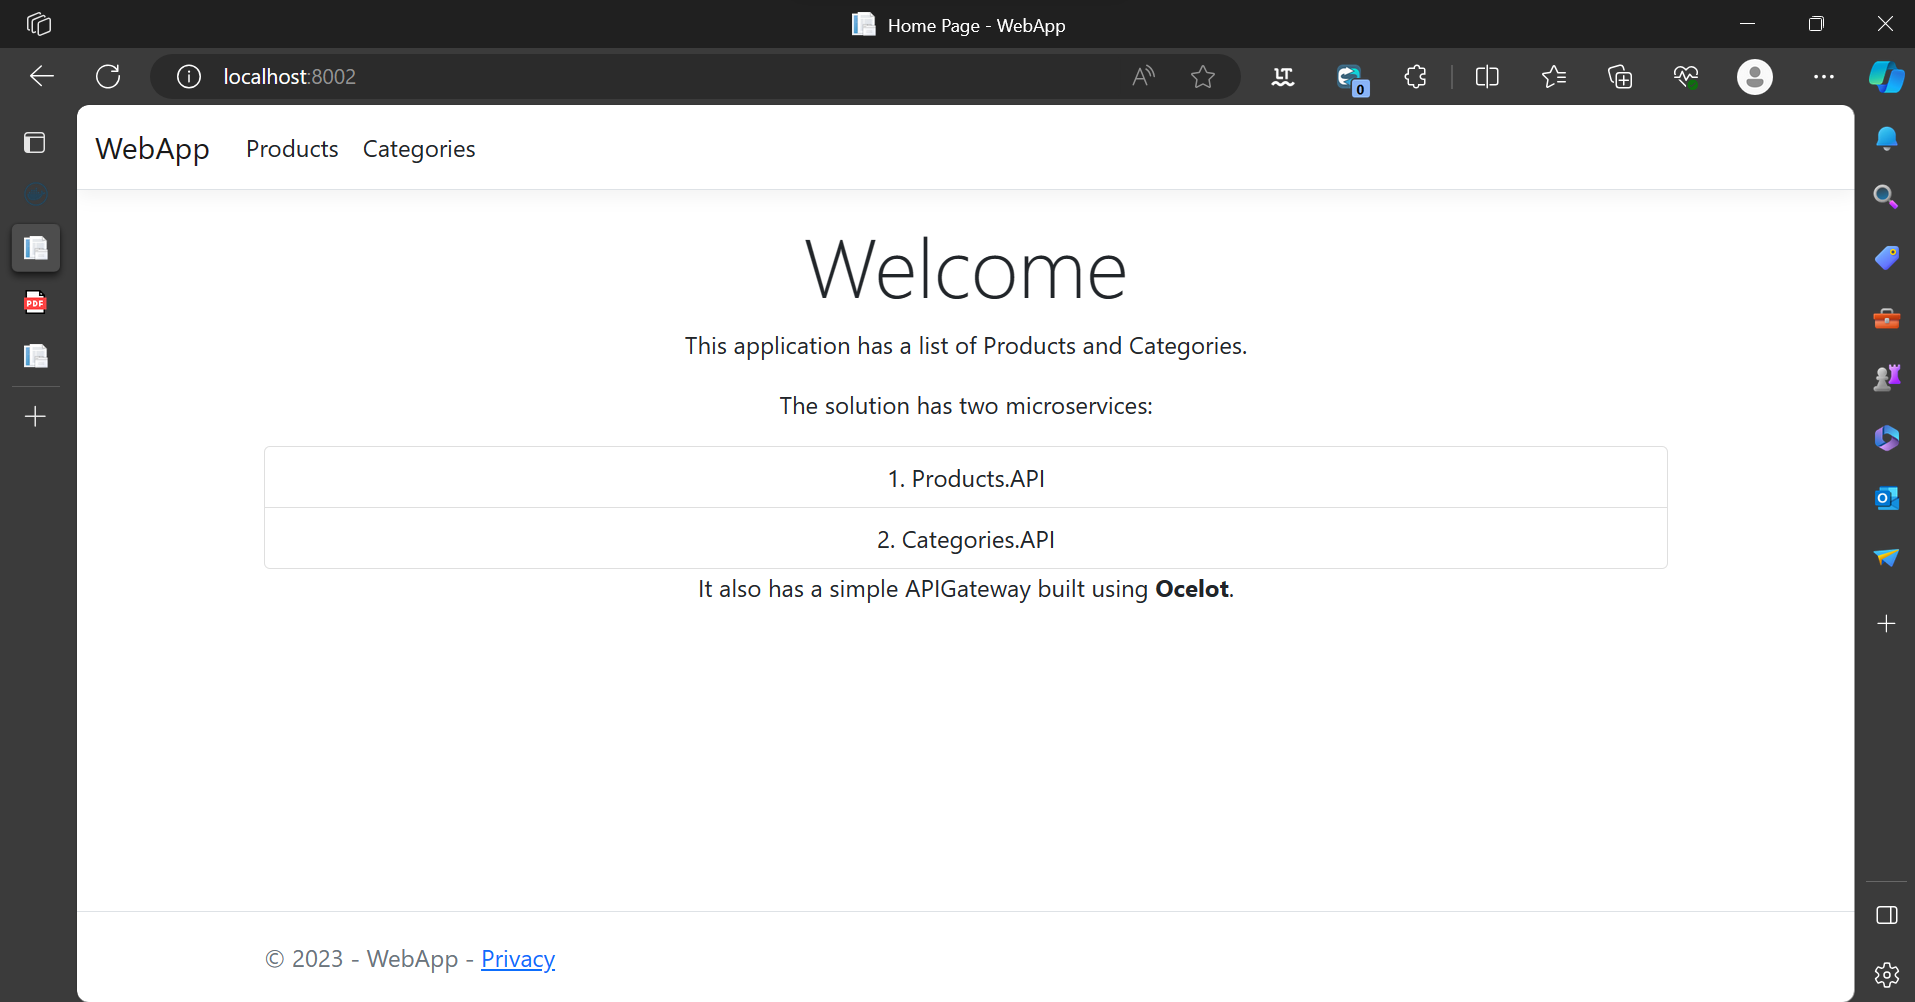 Home Page - WebApp
localhost:8002
A
LT
0
WebApp Products Categories
PDF
Welcome
This application has a list of Products and Categories.
The solution has two microservices:
1. Products.API
2. Categories.API
It also has a simple APIGateway built using Ocelot.
© 2023 - WebApp - Privacy